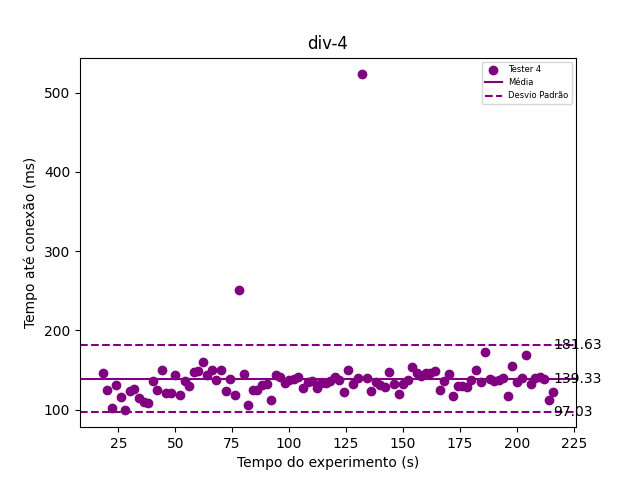 div-4
Tester 4
Média
Desvio Padrão
Tempo até conexão (ms)
500
400
300
200
100
181.63
139.33
97.03
25 50 75 100 125 150 175 200 225
Tempo do experimento (s)